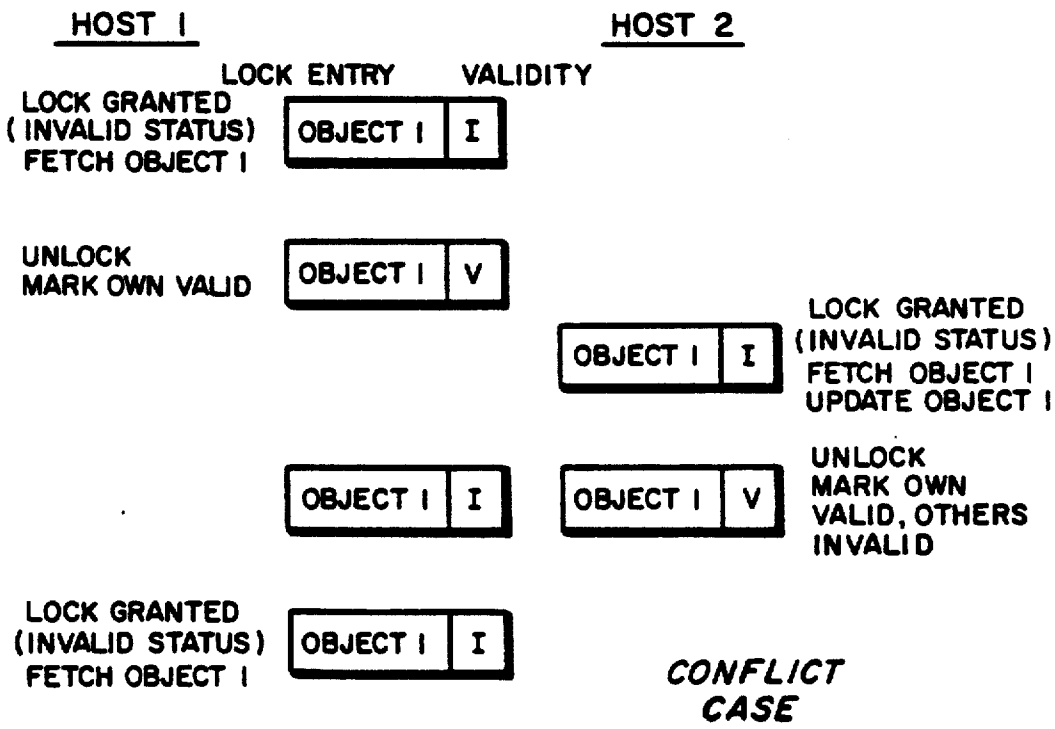 HOST 1
HOST 2
LOCK ENTRY VALIDITY
LOCK GRANTED
(INVALID STATUS)
FETCH OBJECT 1
OBJECT 1 I
UNLOCK
MARK OWN VALID
OBJECT 1 V
OBJECT 1 I
LOCK GRANTED
(INVALID STATUS)
FETCH OBJECT 1
UPDATE OBJECT 1
OBJECT 1 I
OBJECT 1 V
UNLOCK
MARK OWN
VALID, OTHERS
INVALID
LOCK GRANTED
(INVALID STATUS)
FETCH OBJECT 1
OBJECT 1 I
CONFLICT
CASE